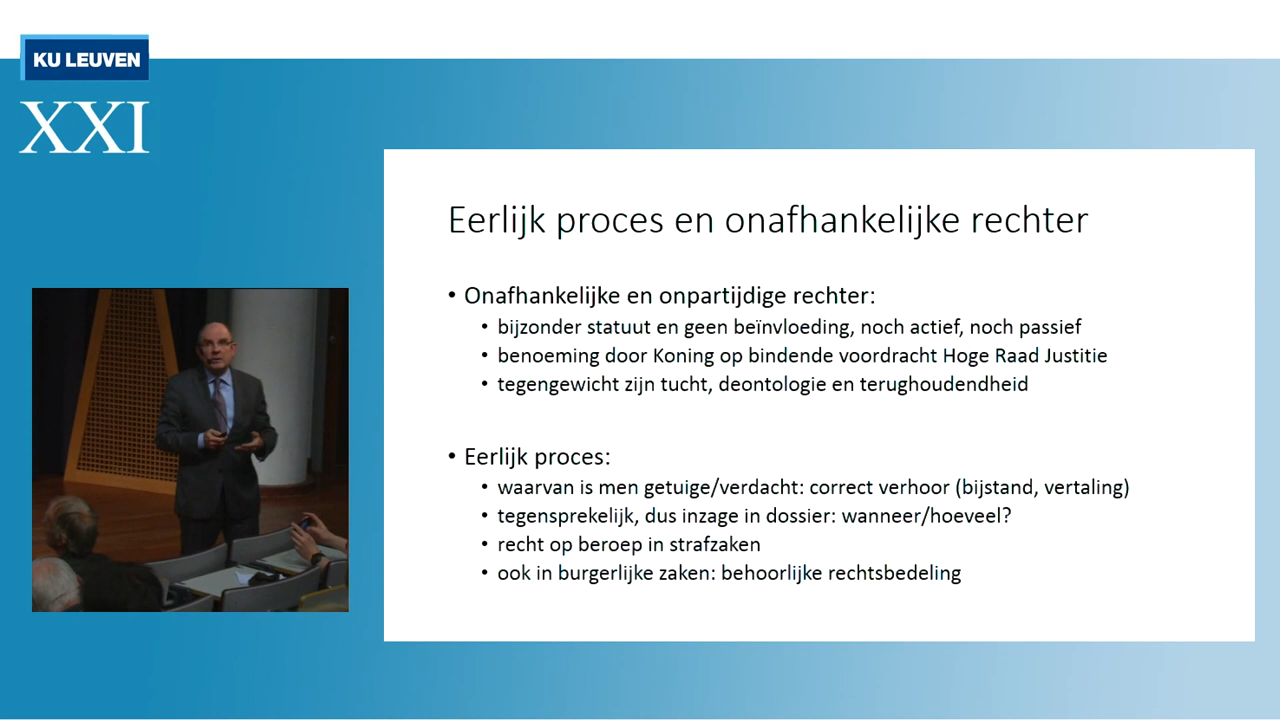 KU LEUVEN
XXI
Eerlijk proces en onafhankelijke rechter
• Onafhankelijke en onpartijdige rechter:
• bijzonder statuut en geen beïnvloeding, noch actief, noch passief
• benoeming door Koning op bindende voordracht Hoge Raad Justitie
• tegengewicht zijn tucht, deontologie en terughoudendheid
• Eerlijk proces:
• waarvan is men getuige/verdacht: correct verhoor (bijstand, vertaling)
• tegensprekelijk, dus inzage in dossier: wanneer/hoeveel?
• recht op beroep in strafzaken
• ook in burgerlijke zaken: behoorlijke rechtsbedeling